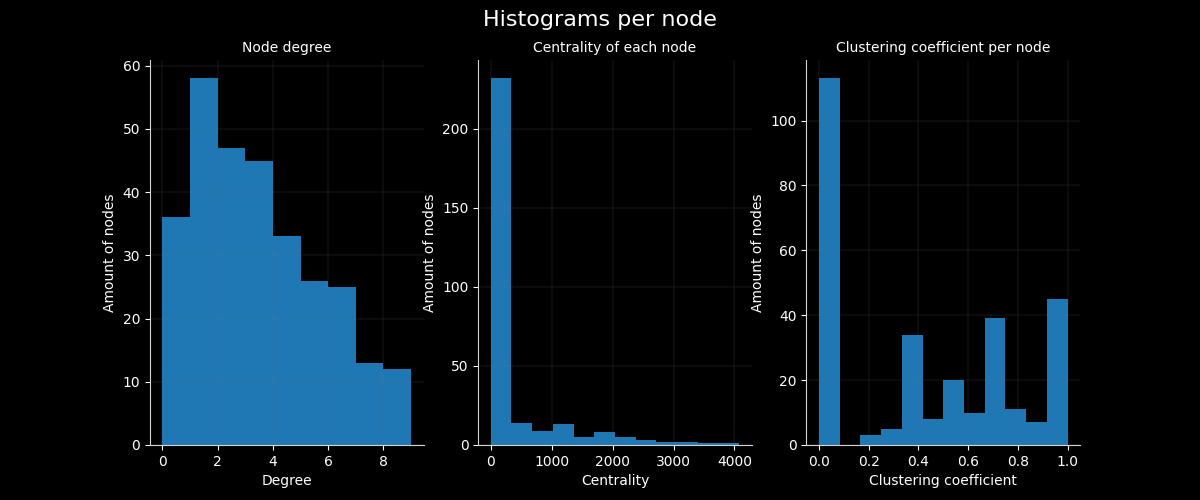 Histograms per node
Node degree
Amount of nodes
60
50
40
30
20
10
0
0 2 4 6 8
Degree
Centrality of each node
Amount of nodes
200
150
100
50
0
0 1000 2000 3000 4000
Centrality
Clustering coefficient per node
Amount of nodes
100
80
60
40
20
0
0.0 0.2 0.4 0.6 0.8 1.0
Clustering coefficient